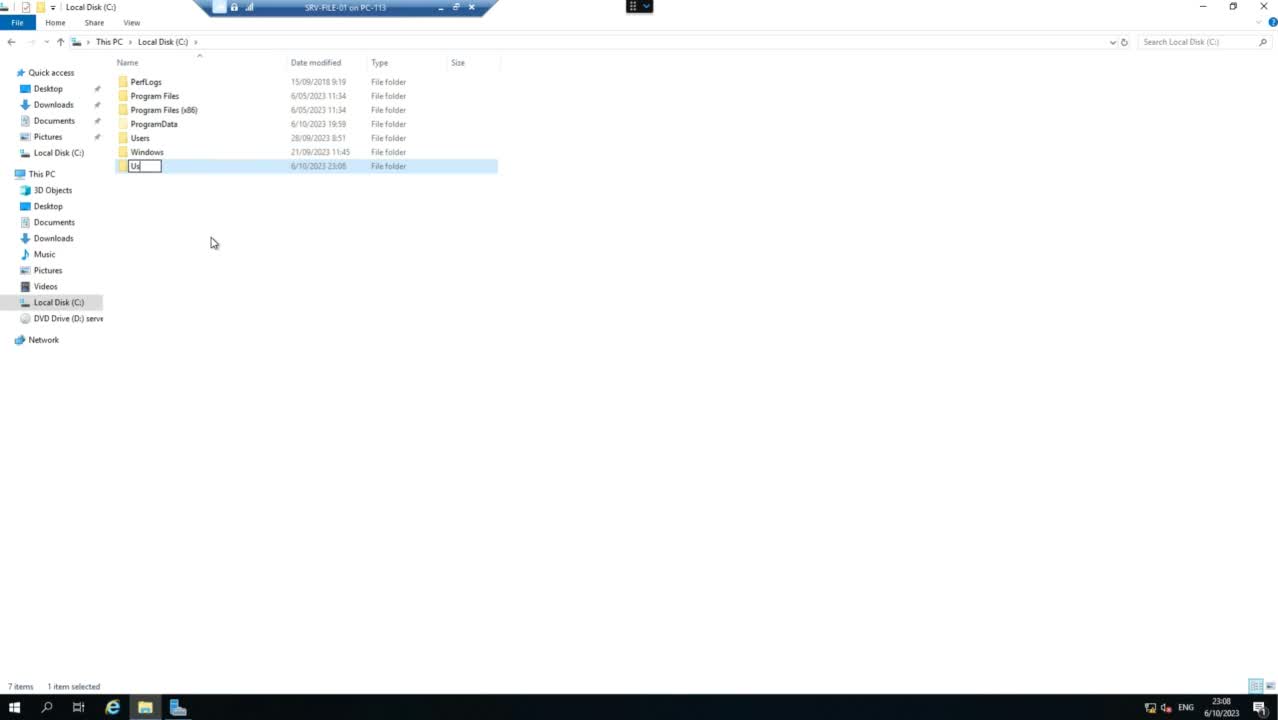 Local Disk (C:)
SRV-FILE-01 on PC-113
File Home Share View
This PC > Local Disk (C:) >
Search Local Disk (C:)
Name Date modified Type Size
Quick access
Desktop
Downloads
Documents
Pictures
Local Disk (C:)
This PC
3D Objects
Desktop
Documents
Downloads
Music
Pictures
Videos
Local Disk (C:)
DVD Drive (D:) serve
Network
PerfLogs 15/09/2018 9:19 File folder
Program Files 6/05/2023 11:34 File folder
Program Files (x86) 6/05/2023 11:34 File folder
ProgramData 6/10/2023 19:59 File folder
Users 28/09/2023 8:51 File folder
Windows 21/09/2023 11:45 File folder
Us 6/10/2023 23:08 File folder
7 items 1 item selected
ENG
23:08
6/10/2023
1